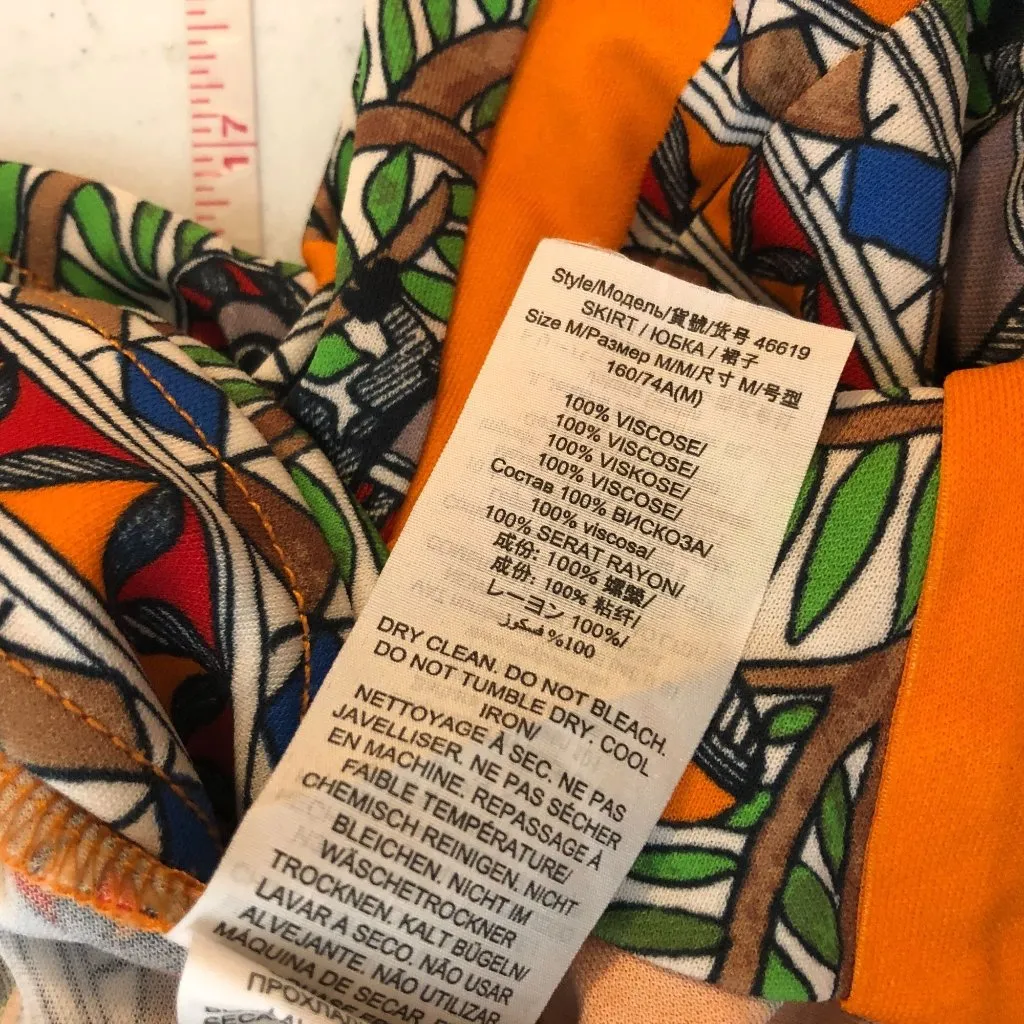 Style/Модель/貨號/货号 46619
SKIRT / ЮБКА / 裙子
Size M/Размер M/M/尺寸 M/号型
160/74A(M)
100% VISCOSE/
100% VISCOSE/
100% VISKOSE/
100% VISCOSE/
Состав 100% ВИСКОЗА/
100% viscosa/
100% SERAT RAYON/
成份: 100% 螺縈/
成份: 100% 粘纤/
レーヨン 100%/
%100 فسكوز
DRY CLEAN. DO NOT BLEACH.
DO NOT TUMBLE DRY. COOL
IRON/
NETTOYAGE À SEC. NE PAS
JAVELLISER. NE PAS SÉCHER
EN MACHINE. REPASSAGE À
FAIBLE TEMPÉRATURE/
CHEMISCH REINIGEN. NICHT
BLEICHEN. NICHT IM
WÄSCHETROCKNER
TROCKNEN. KALT BÜGELN/
LAVAR A SECO. NÃO USAR
ALVEJANTE. NÃO UTILIZAR
MÁQUINA DE SECAR.
17